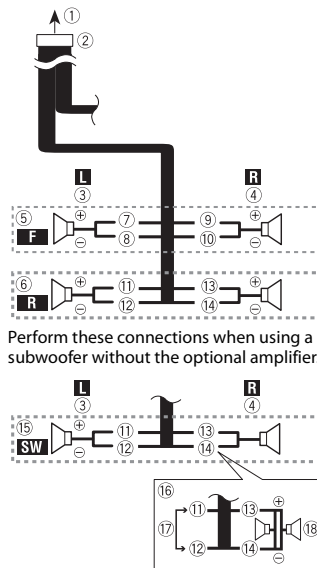 ①
②
L R
③ ④
⑤ ⊕ ⑦ ⑨ ⊕
F ⑧ ⑩
⊖ ⊖
⑥ ⊕ ⑪ ⑬ ⊕
R ⑫ ⑭
⊖ ⊖
Perform these connections when using a
subwoofer without the optional amplifier
L R
③ ④
⑮ ⊕ ⑪ ⑬
SW ⑫ ⑭
⊖
⑯
⑪ ⑬ ⊕
⑰ ⑱
⑫ ⑭ ⊖